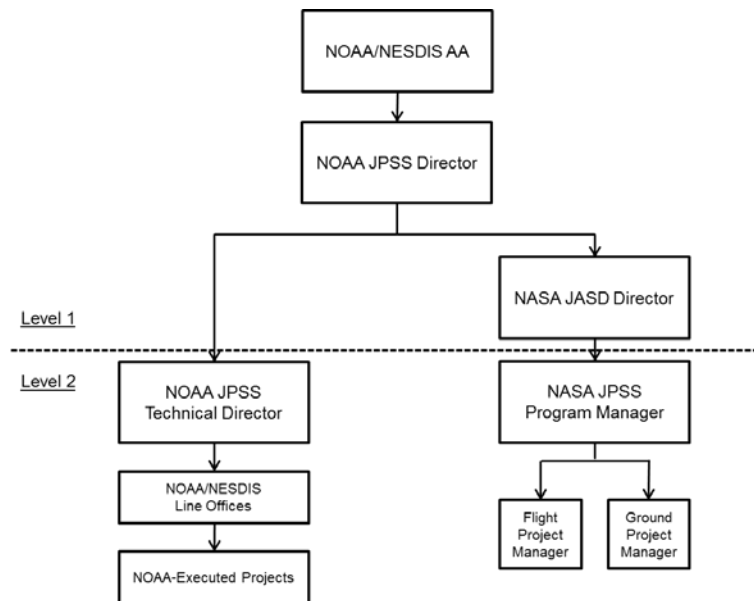 NOAA/NESDIS AA
NOAA JPSS Director
NASA JASD Director
Level 1
Level 2
NOAA JPSS
Technical Director
NASA JPSS
Program Manager
NOAA/NESDIS
Line Offices
Flight
Project
Manager
Ground
Project
Manager
NOAA-Executed Projects